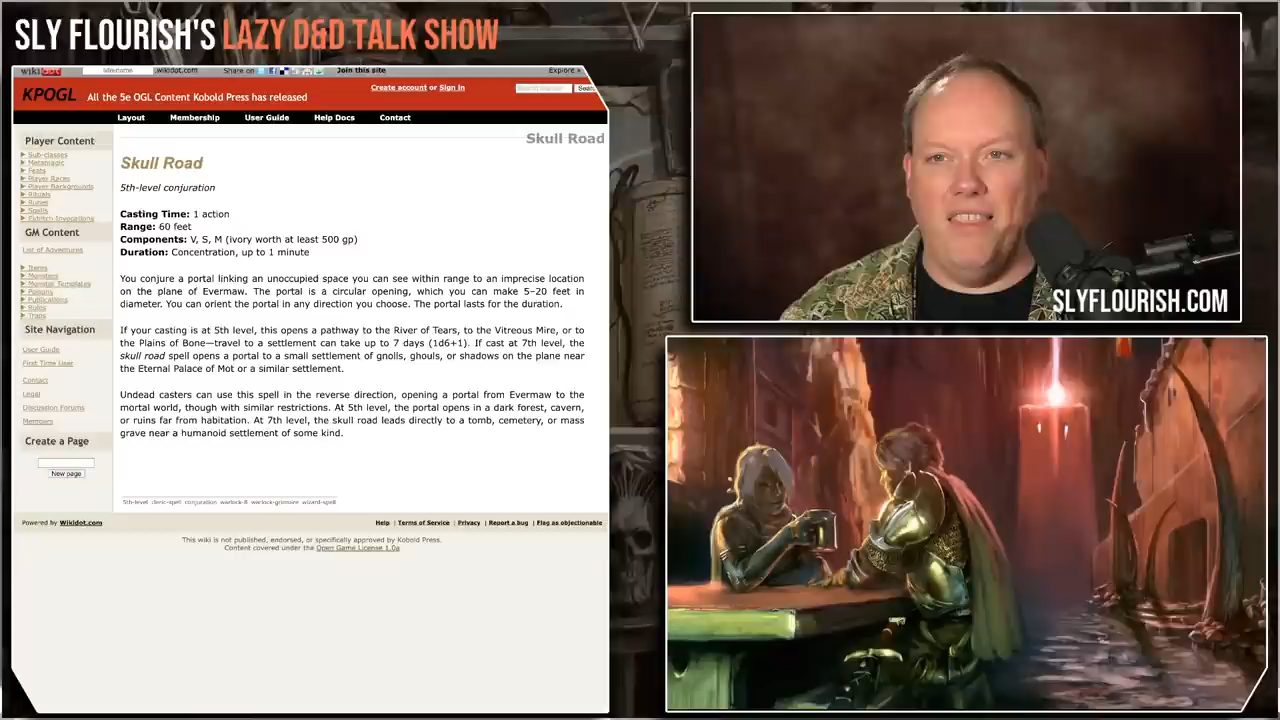 SLY FLOURISH'S LAZY D&D TALK SHOW
wikidot .wikidot.com Share on Join this site Explore »
KPOGL All the 5e OGL Content Kobold Press has released
Create account or Sign in
Layout Membership User Guide Help Docs Contact
Player Content
Sub-classes
Metamagic
Feats
Player Races
Player Backgrounds
Rituals
Runes
Spells
Eldritch Invocations
GM Content
List of Adventures
Items
Monsters
Monster Templates
Poisons
Publications
Rules
Traps
Site Navigation
User Guide
First Time User
Contact
Legal
Discussion Forums
Members
Create a Page
New page
Skull Road
Skull Road
5th-level conjuration
Casting Time: 1 action
Range: 60 feet
Components: V, S, M (ivory worth at least 500 gp)
Duration: Concentration, up to 1 minute
You conjure a portal linking an unoccupied space you can see within range to an imprecise location
on the plane of Evermaw. The portal is a circular opening, which you can make 5–20 feet in
diameter. You can orient the portal in any direction you choose. The portal lasts for the duration.
If your casting is at 5th level, this opens a pathway to the River of Tears, to the Vitreous Mire, or to
the Plains of Bone—travel to a settlement can take up to 7 days (1d6+1). If cast at 7th level, the
skull road spell opens a portal to a small settlement of gnolls, ghouls, or shadows on the plane near
the Eternal Palace of Mot or a similar settlement.
Undead casters can use this spell in the reverse direction, opening a portal from Evermaw to the
mortal world, though with similar restrictions. At 5th level, the portal opens in a dark forest, cavern,
or ruins far from habitation. At 7th level, the skull road leads directly to a tomb, cemetery, or mass
grave near a humanoid settlement of some kind.
5th-level cleric-spell conjuration warlock-8 warlock-grimoire wizard-spell
Powered by Wikidot.com
Help | Terms of Service | Privacy | Report a bug | Flag as objectionable
This wiki is not published, endorsed, or specifically approved by Kobold Press.
Content covered under the Open Game License 1.0a
SLYFLOURISH.COM